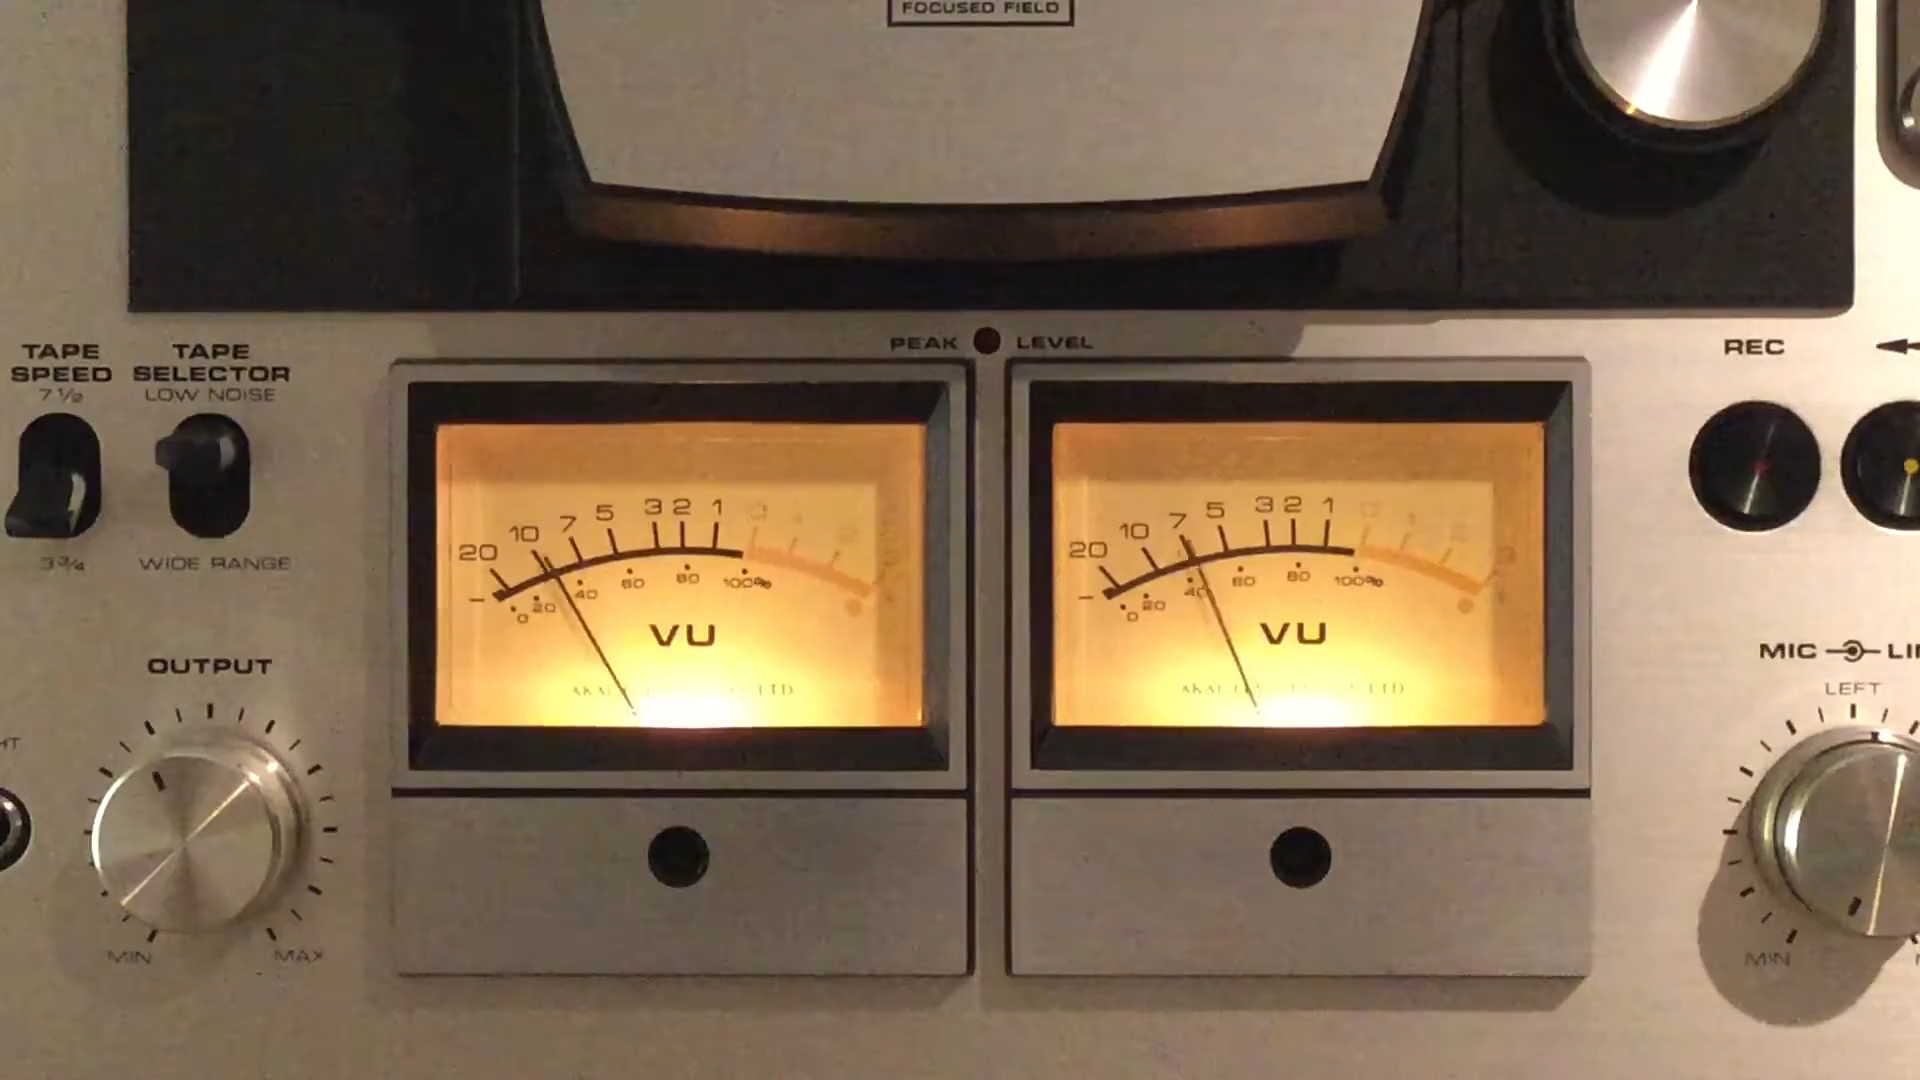 FOCUSED FIELD
PEAK LEVEL
TAPE SPEED
7 1/2
3 3/4
TAPE SELECTOR
LOW NOISE
WIDE RANGE
REC
20 10 7 5 3 2 1
- 0 20 40 60 80 100%
VU
20 10 7 5 3 2 1
- 0 20 40 60 80 100%
VU
OUTPUT
MIN MAX
MIC
LEFT
MIN